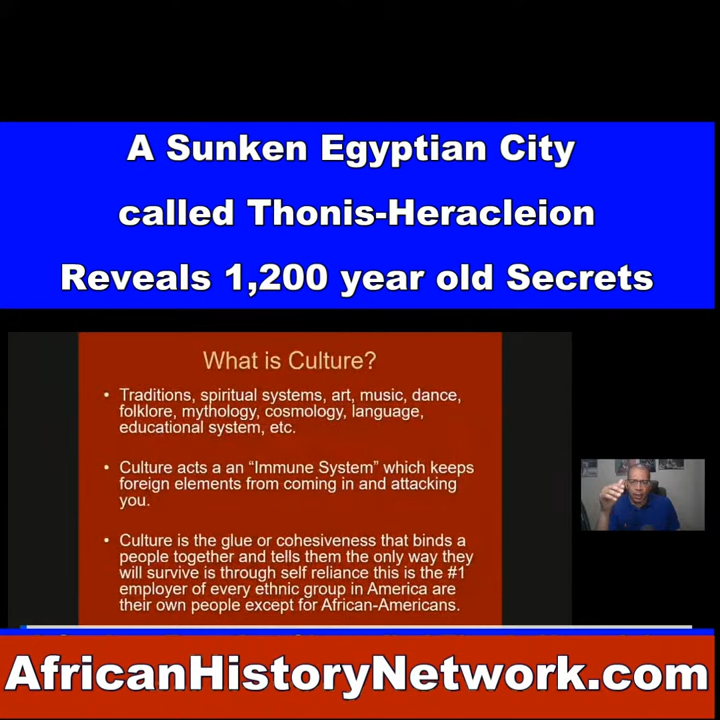 A Sunken Egyptian City
called Thonis-Heracleion
Reveals 1,200 year old Secrets
What is Culture?
• Traditions, spiritual systems, art, music, dance,
folklore, mythology, cosmology, language,
educational system, etc.
• Culture acts a an “Immune System” which keeps
foreign elements from coming in and attacking
you.
• Culture is the glue or cohesiveness that binds a
people together and tells them the only way they
will survive is through self reliance this is the #1
employer of every ethnic group in America are
their own people except for African-Americans.
AfricanHistoryNetwork.com